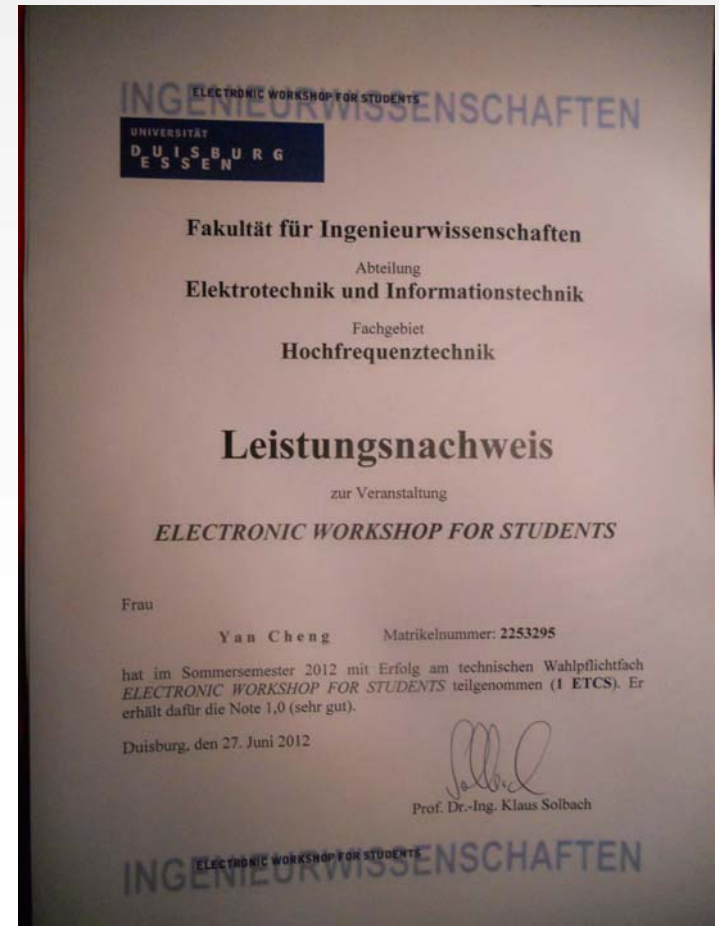 INGENIEURWISSENSCHAFTEN
ELECTRONIC WORKSHOP FOR STUDENTS
UNIVERSITÄT
DUISBURG
ESSEN
Fakultät für Ingenieurwissenschaften
Abteilung
Elektrotechnik und Informationstechnik
Fachgebiet
Hochfrequenztechnik
Leistungsnachweis
zur Veranstaltung
ELECTRONIC WORKSHOP FOR STUDENTS
Frau
Yan Cheng Matrikelnummer: 2253295
hat im Sommersemester 2012 mit Erfolg am technischen Wahlpflichtfach
ELECTRONIC WORKSHOP FOR STUDENTS teilgenommen (1 ETCS). Er
erhält dafür die Note 1,0 (sehr gut).
Duisburg, den 27. Juni 2012
Prof. Dr.-Ing. Klaus Solbach
INGENIEURWISSENSCHAFTEN
ELECTRONIC WORKSHOP FOR STUDENTS